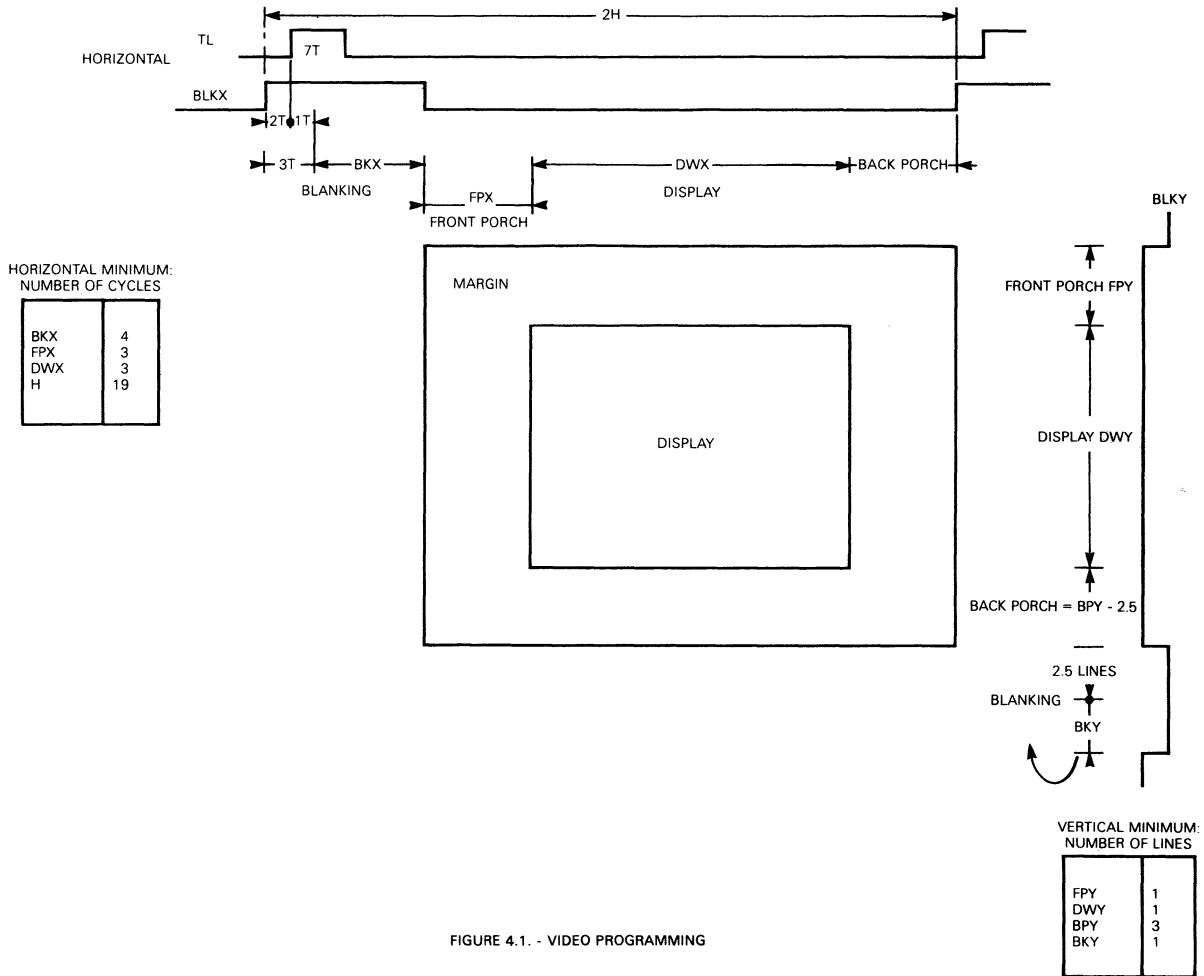 2H
TL
7T
HORIZONTAL
BLKX
2T 1T
3T BKX DWX BACK PORCH
BLANKING FPX DISPLAY
FRONT PORCH
BLKY
HORIZONTAL MINIMUM:
NUMBER OF CYCLES
BKX 4
FPX 3
DWX 3
H 19
MARGIN
DISPLAY
FRONT PORCH FPY
DISPLAY DWY
BACK PORCH = BPY - 2.5
2.5 LINES
BLANKING
BKY
VERTICAL MINIMUM:
NUMBER OF LINES
FPY 1
DWY 1
BPY 3
BKY 1
FIGURE 4.1. - VIDEO PROGRAMMING